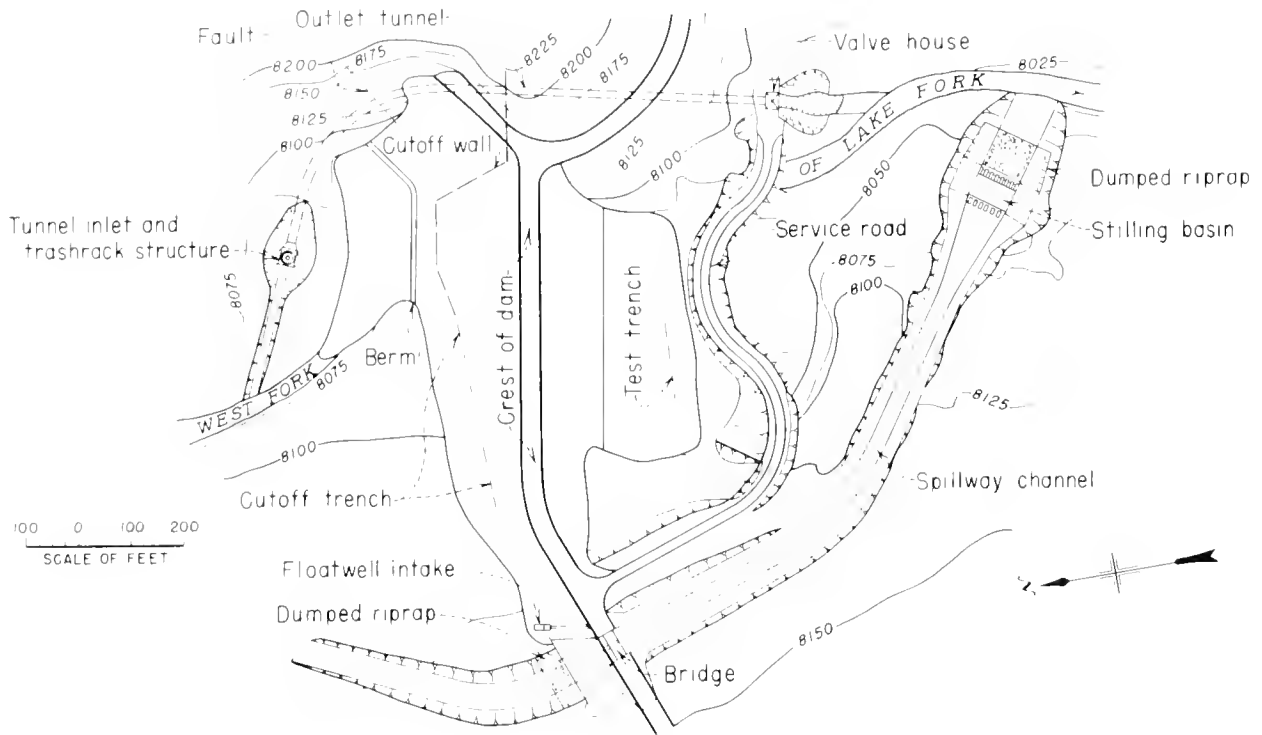 Outlet tunnel
Fault
8200
8175
8150
8125
8100
8225
8200
8175
Valve house
8025
Cutoff wall
8125
8100
WEST FORK
OF LAKE FORK
8050
Dumped riprap
Stilling basin
Tunnel inlet and
trashrack structure
8075
Service road
8075
8100
Crest of dam
Test trench
Berm
8075
8125
8100
Cutoff trench
Spillway channel
100 0 100 200
SCALE OF FEET
Floatwell intake
Dumped riprap
8150
Bridge